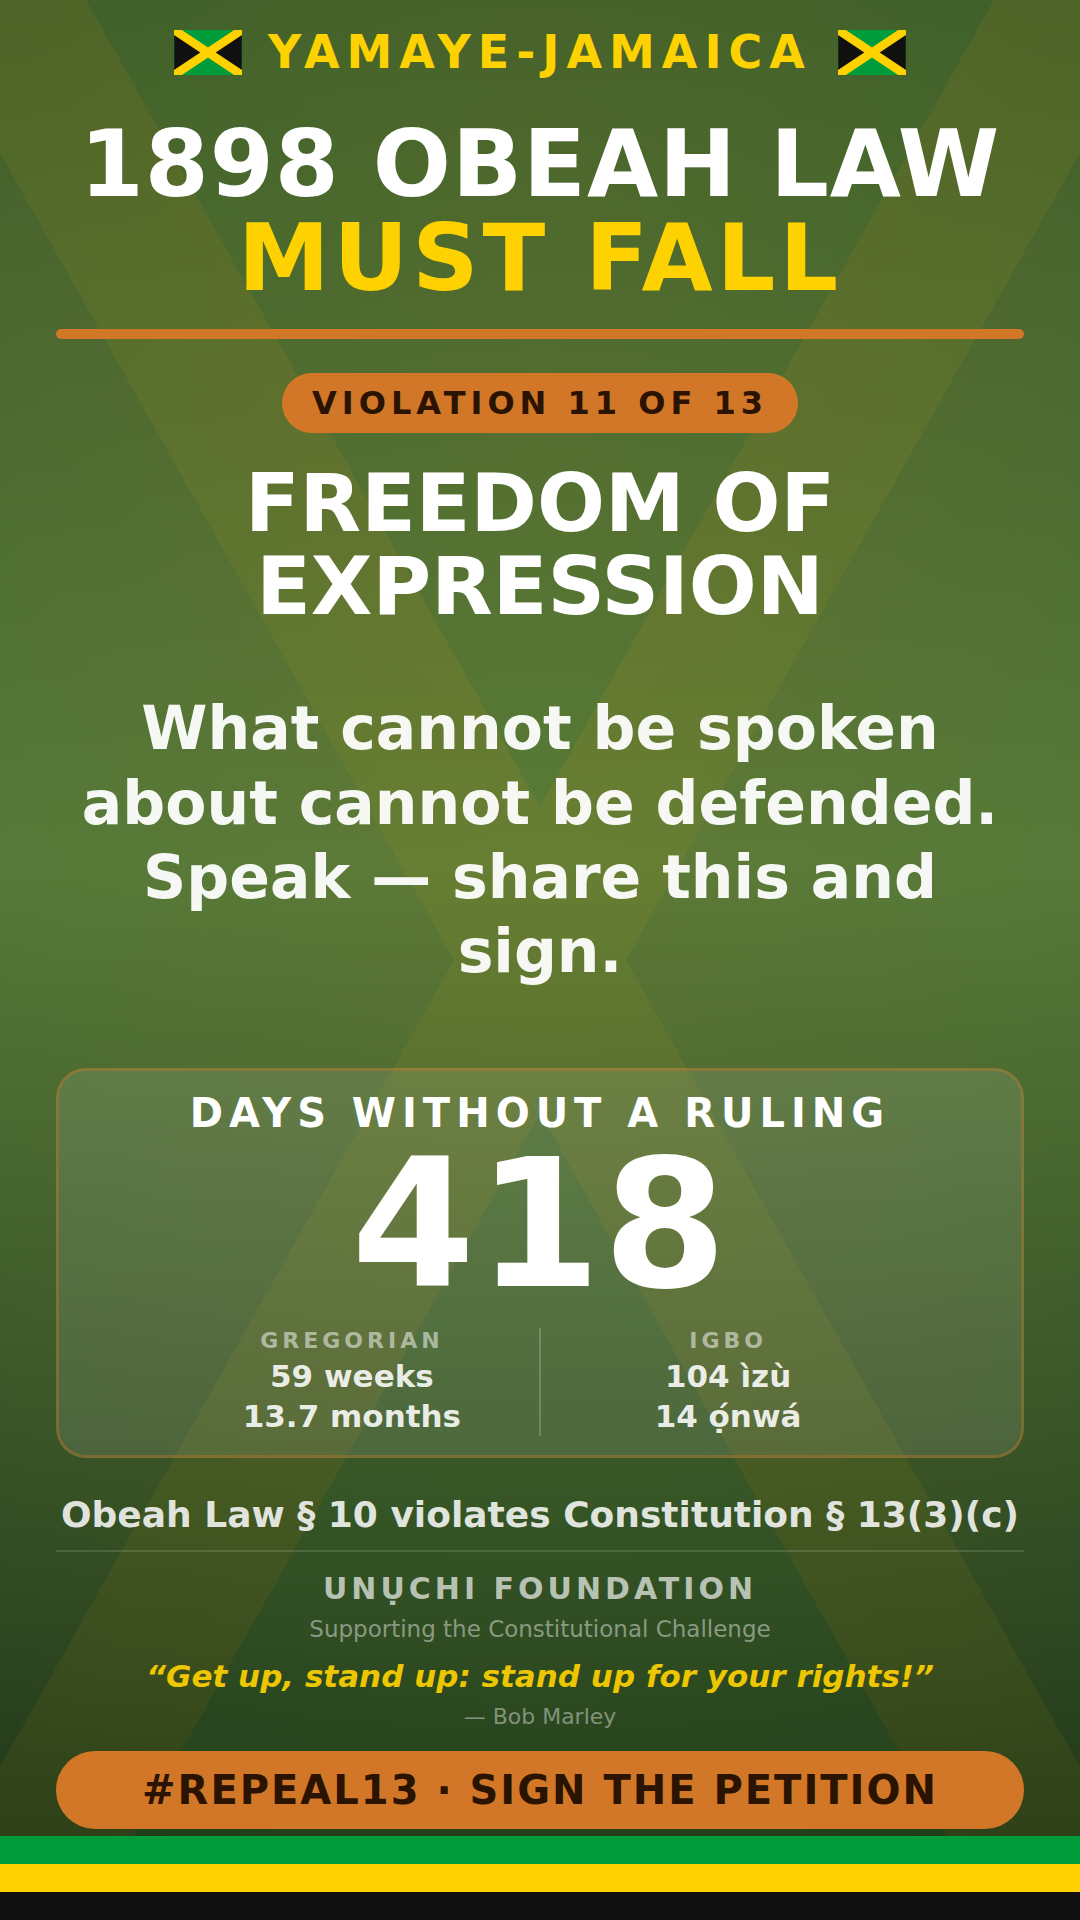 YAMAYE-JAMAICA
1898 OBEAH LAW
MUST FALL
VIOLATION 11 OF 13
FREEDOM OF
EXPRESSION
What cannot be spoken
about cannot be defended.
Speak — share this and
sign.
DAYS WITHOUT A RULING
418
GREGORIAN
59 weeks
13.7 months
IGBO
104 ìzù
14 ọ́nwá
Obeah Law § 10 violates Constitution § 13(3)(c)
UNỤCHI FOUNDATION
Supporting the Constitutional Challenge
“Get up, stand up: stand up for your rights!”
— Bob Marley
#REPEAL13 · SIGN THE PETITION